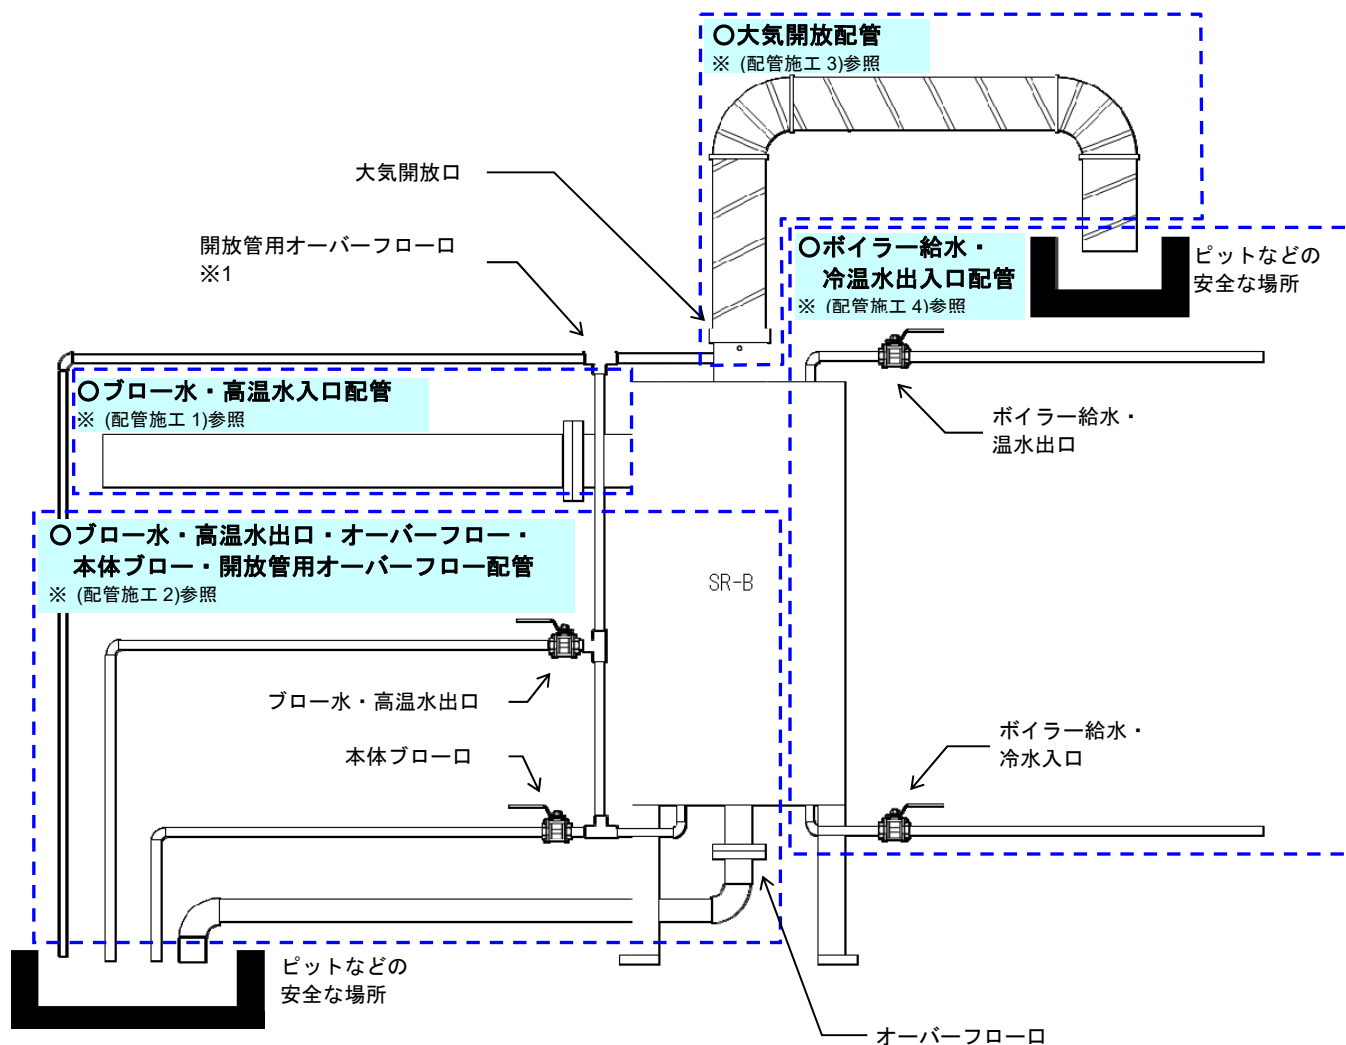 ○大気開放配管
※ (配管施工 3)参照
大気開放口
開放管用オーバーフロー口
※1
○ボイラー給水・
冷温水出入口配管
※ (配管施工 4)参照
ピットなどの
安全な場所
○ブロー水・高温水入口配管
※ (配管施工 1)参照
ボイラー給水・
温水出口
○ブロー水・高温水出口・オーバーフロー・
本体ブロー・開放管用オーバーフロー配管
※ (配管施工 2)参照
SR-B
ブロー水・高温水出口
本体ブロー口
ボイラー給水・
冷水入口
ピットなどの
安全な場所
オーバーフロー口